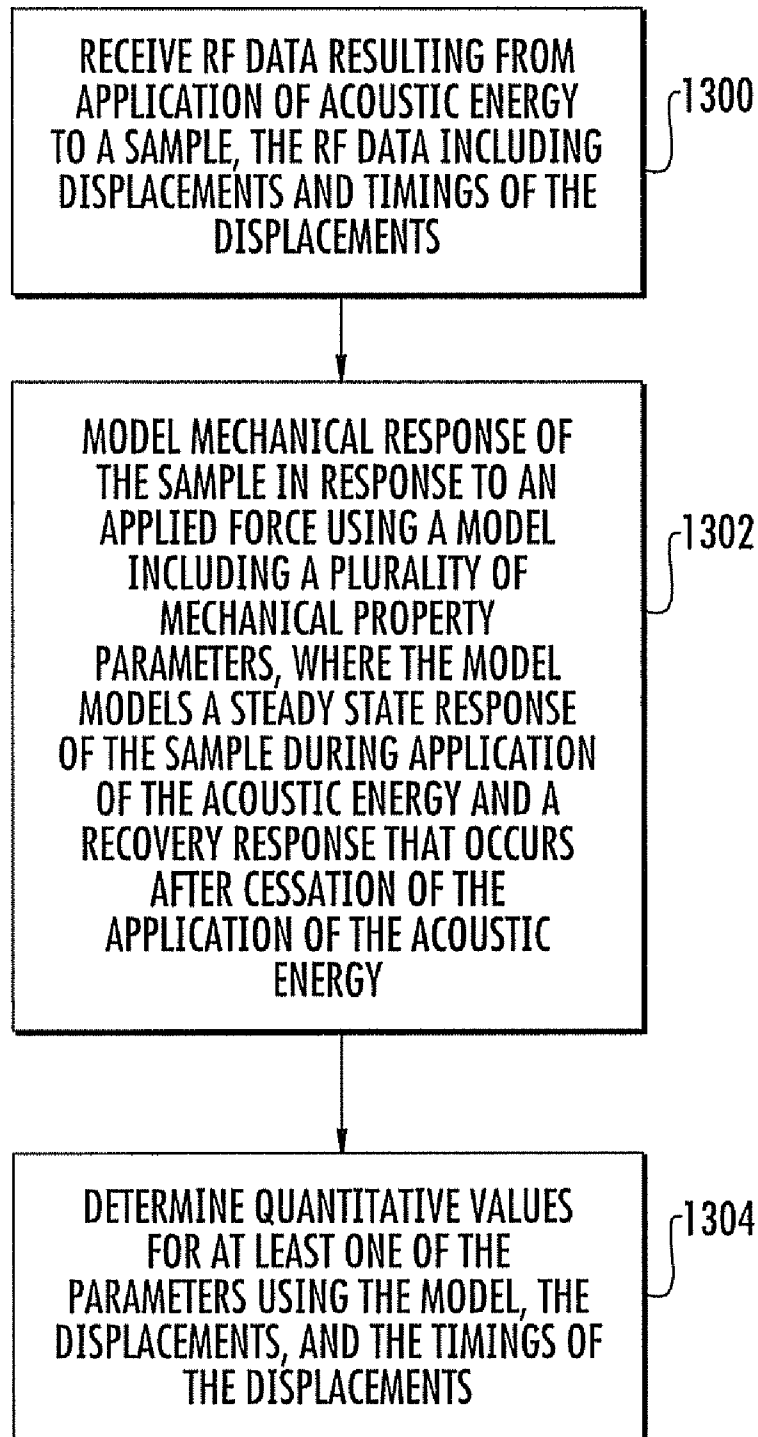 RECEIVE RF DATA RESULTING FROM
APPLICATION OF ACOUSTIC ENERGY
TO A SAMPLE, THE RF DATA INCLUDING
DISPLACEMENTS AND TIMINGS OF THE
DISPLACEMENTS
1300
MODEL MECHANICAL RESPONSE OF
THE SAMPLE IN RESPONSE TO AN
APPLIED FORCE USING A MODEL
INCLUDING A PLURALITY OF
MECHANICAL PROPERTY
PARAMETERS, WHERE THE MODEL
MODELS A STEADY STATE RESPONSE
OF THE SAMPLE DURING APPLICATION
OF THE ACOUSTIC ENERGY AND A
RECOVERY RESPONSE THAT OCCURS
AFTER CESSATION OF THE
APPLICATION OF THE ACOUSTIC
ENERGY
1302
DETERMINE QUANTITATIVE VALUES
FOR AT LEAST ONE OF THE
PARAMETERS USING THE MODEL, THE
DISPLACEMENTS, AND THE TIMINGS OF
THE DISPLACEMENTS
1304